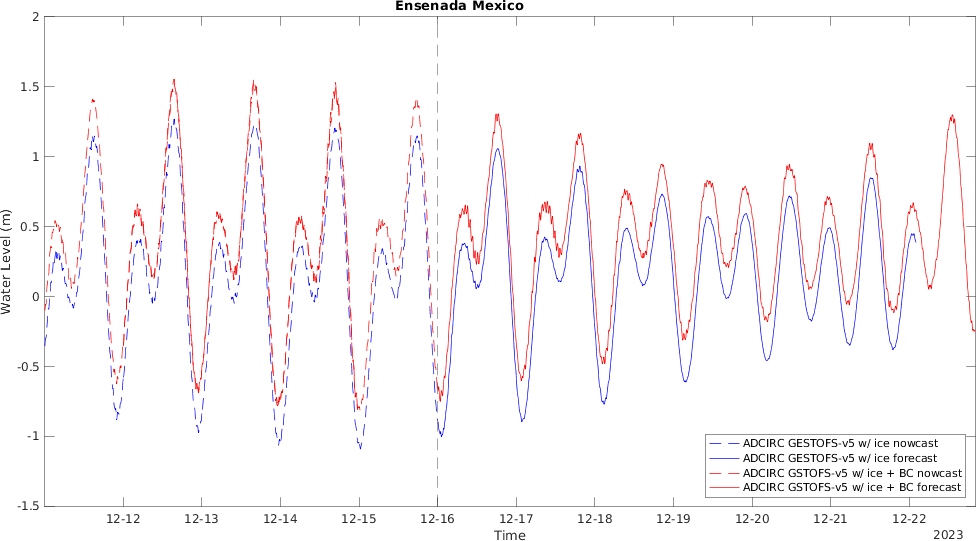 Ensenada Mexico
2
1.5
1
0.5
0
-0.5
-1
-1.5
Water Level (m)
ADCIRC GESTOFS-v5 w/ ice nowcast
ADCIRC GESTOFS-v5 w/ ice forecast
ADCIRC GSTOFS-v5 w/ ice + BC nowcast
ADCIRC GSTOFS-v5 w/ ice + BC forecast
12-12 12-13 12-14 12-15 12-16 12-17 12-18 12-19 12-20 12-21 12-22
Time
2023